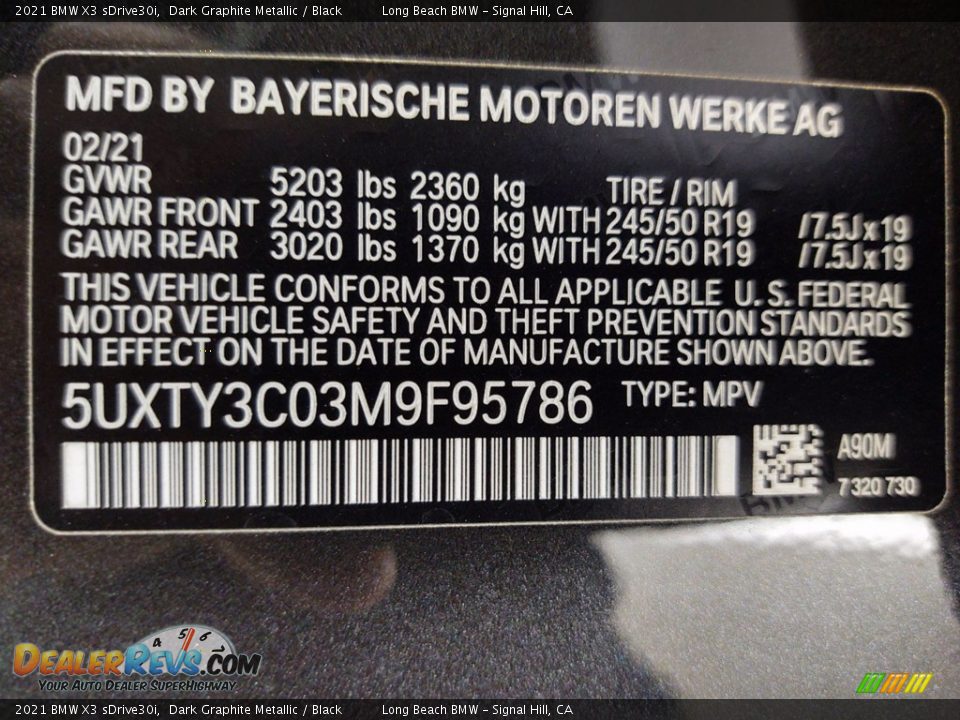 2021 BMW X3 sDrive30i, Dark Graphite Metallic / Black Long Beach BMW - Signal Hill, CA
MFD BY BAYERISCHE MOTOREN WERKE AG
02/21
GVWR 5203 lbs 2360 kg TIRE / RIM
GAWR FRONT 2403 lbs 1090 kg WITH 245/50 R19 /7.5Jx19
GAWR REAR 3020 lbs 1370 kg WITH 245/50 R19 /7.5Jx19
THIS VEHICLE CONFORMS TO ALL APPLICABLE U.S. FEDERAL
MOTOR VEHICLE SAFETY AND THEFT PREVENTION STANDARDS
IN EFFECT ON THE DATE OF MANUFACTURE SHOWN ABOVE.
5UXTY3C03M9F95786 TYPE: MPV
A90M
7 320 730
4 5 6
DEALERREVS.COM
YOUR AUTO DEALER SUPERHIGHWAY
2021 BMW X3 sDrive30i, Dark Graphite Metallic / Black Long Beach BMW - Signal Hill, CA